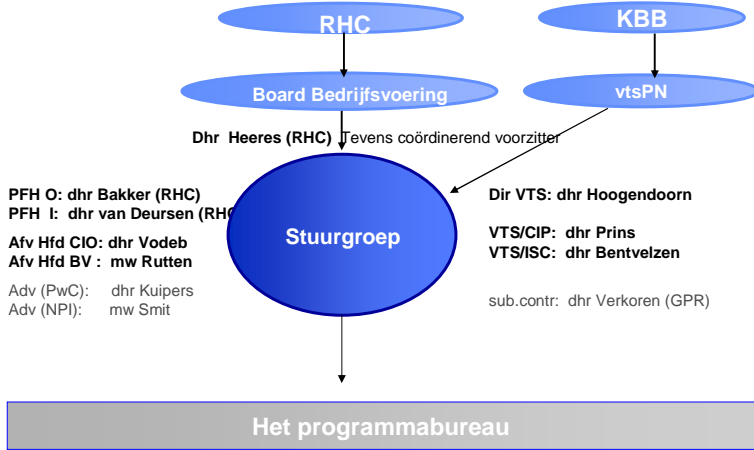 RHC
KBB
Board Bedrijfsvoering
vtsPN
Dhr Heeres (RHC) Tevens coördinerend voorzitter
PFH O: dhr Bakker (RHC)
PFH I: dhr van Deursen (RHC
Afv Hfd CIO: dhr Vodeb
Afv Hfd BV : mw Rutten
Adv (PwC): dhr Kuipers
Adv (NPI): mw Smit
Stuurgroep
Dir VTS: dhr Hoogendoorn
VTS/CIP: dhr Prins
VTS/ISC: dhr Bentvelzen
sub.contr: dhr Verkoren (GPR)
Het programmabureau